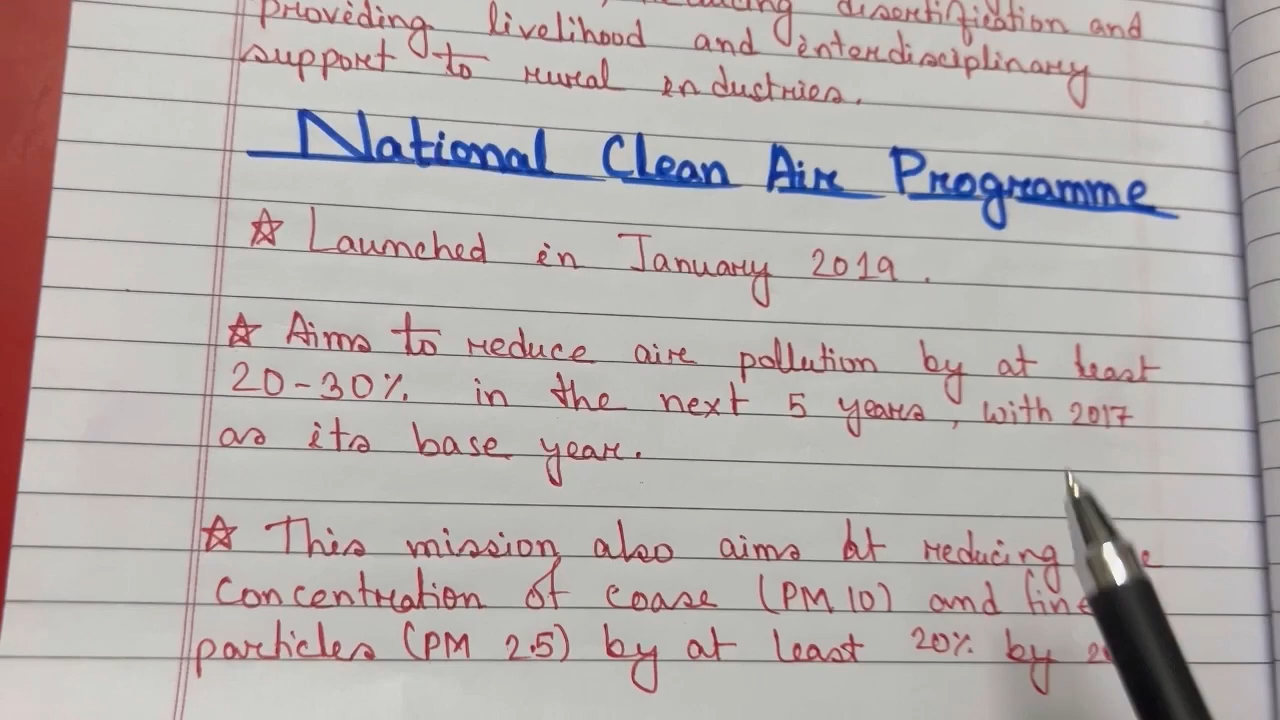 providing livelihood and interdisciplinary
support to rural industries.
National Clean Air Programme
☆ Launched in January 2019.
☆ Aims to reduce air pollution by at least
20-30% in the next 5 years, with 2017
as its base year.
☆ This mission also aims at reducing
concentration of coase (PM 10) and fine
particles (PM 2.5) by at least 20% by